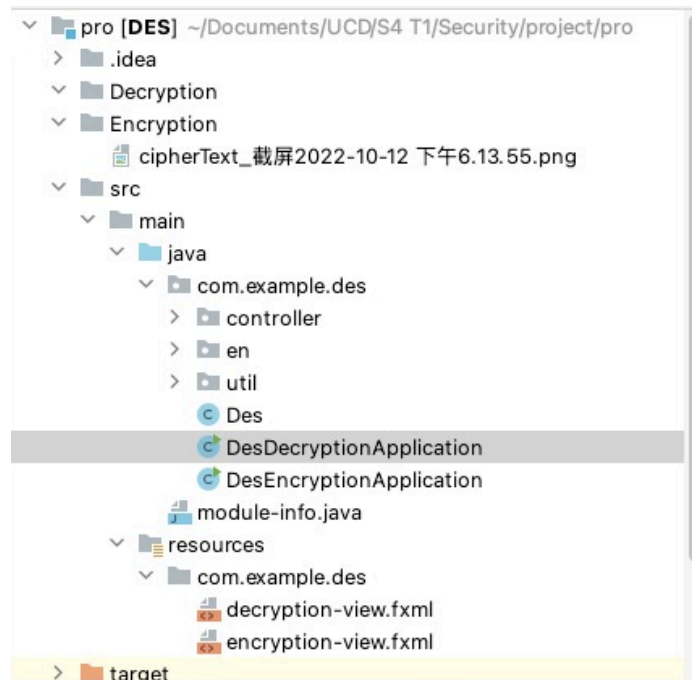 pro [DES] ~/Documents/UCD/S4 T1/Security/project/pro
.idea
Decryption
Encryption
cipherText_截屏2022-10-12 下午6.13.55.png
src
main
java
com.example.des
controller
en
util
Des
DesDecryptionApplication
DesEncryptionApplication
module-info.java
resources
com.example.des
decryption-view.fxml
encryption-view.fxml
target